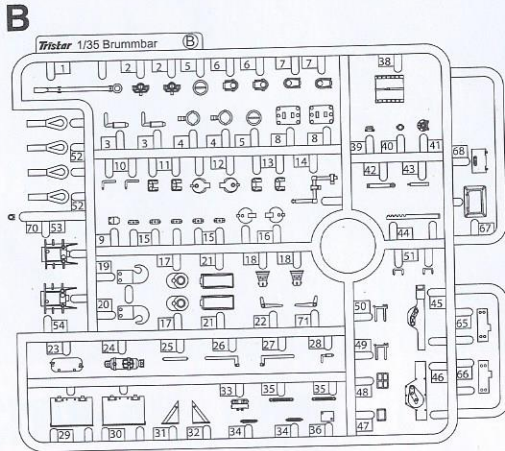 B
Tristar 1/35 Brummbar B
1 2 2 5 6 6 7 7 38
3 3 4 4 5 8 8 39 40 41
52 10 11 12 13 14 42 43 68
52 9 15 15 16 44 67
70 53
19 17 21 18 18 51
20 17 21 22 71 50 45 65
54
23 24 25 26 27 28 49 46 66
33 35 35 48
29 30 31 32 34 34 36 47